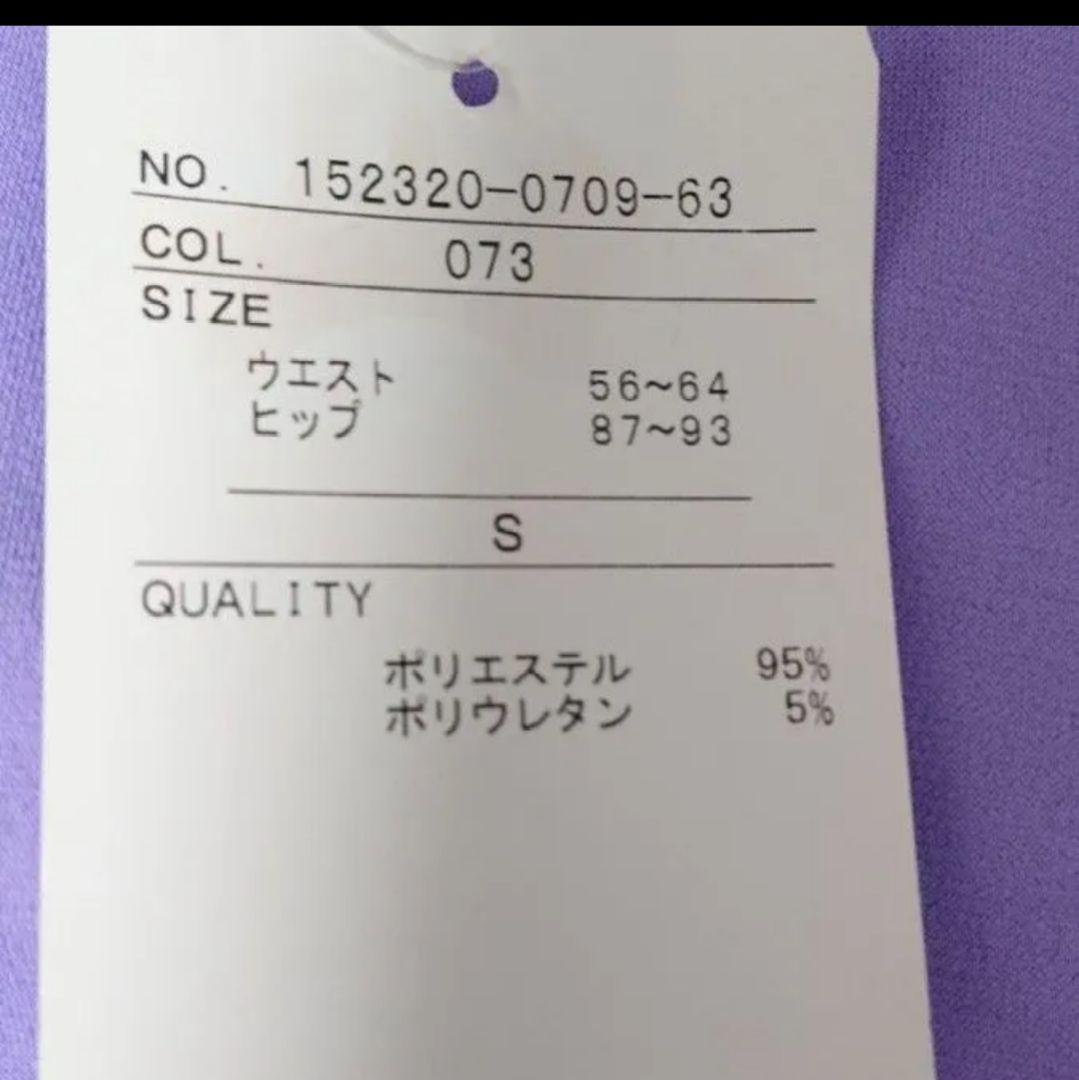 NO. 152320-0709-63
COL. 073
SIZE
ウエスト 56~64
ヒップ 87~93
S
QUALITY
ポリエステル 95%
ポリウレタン 5%